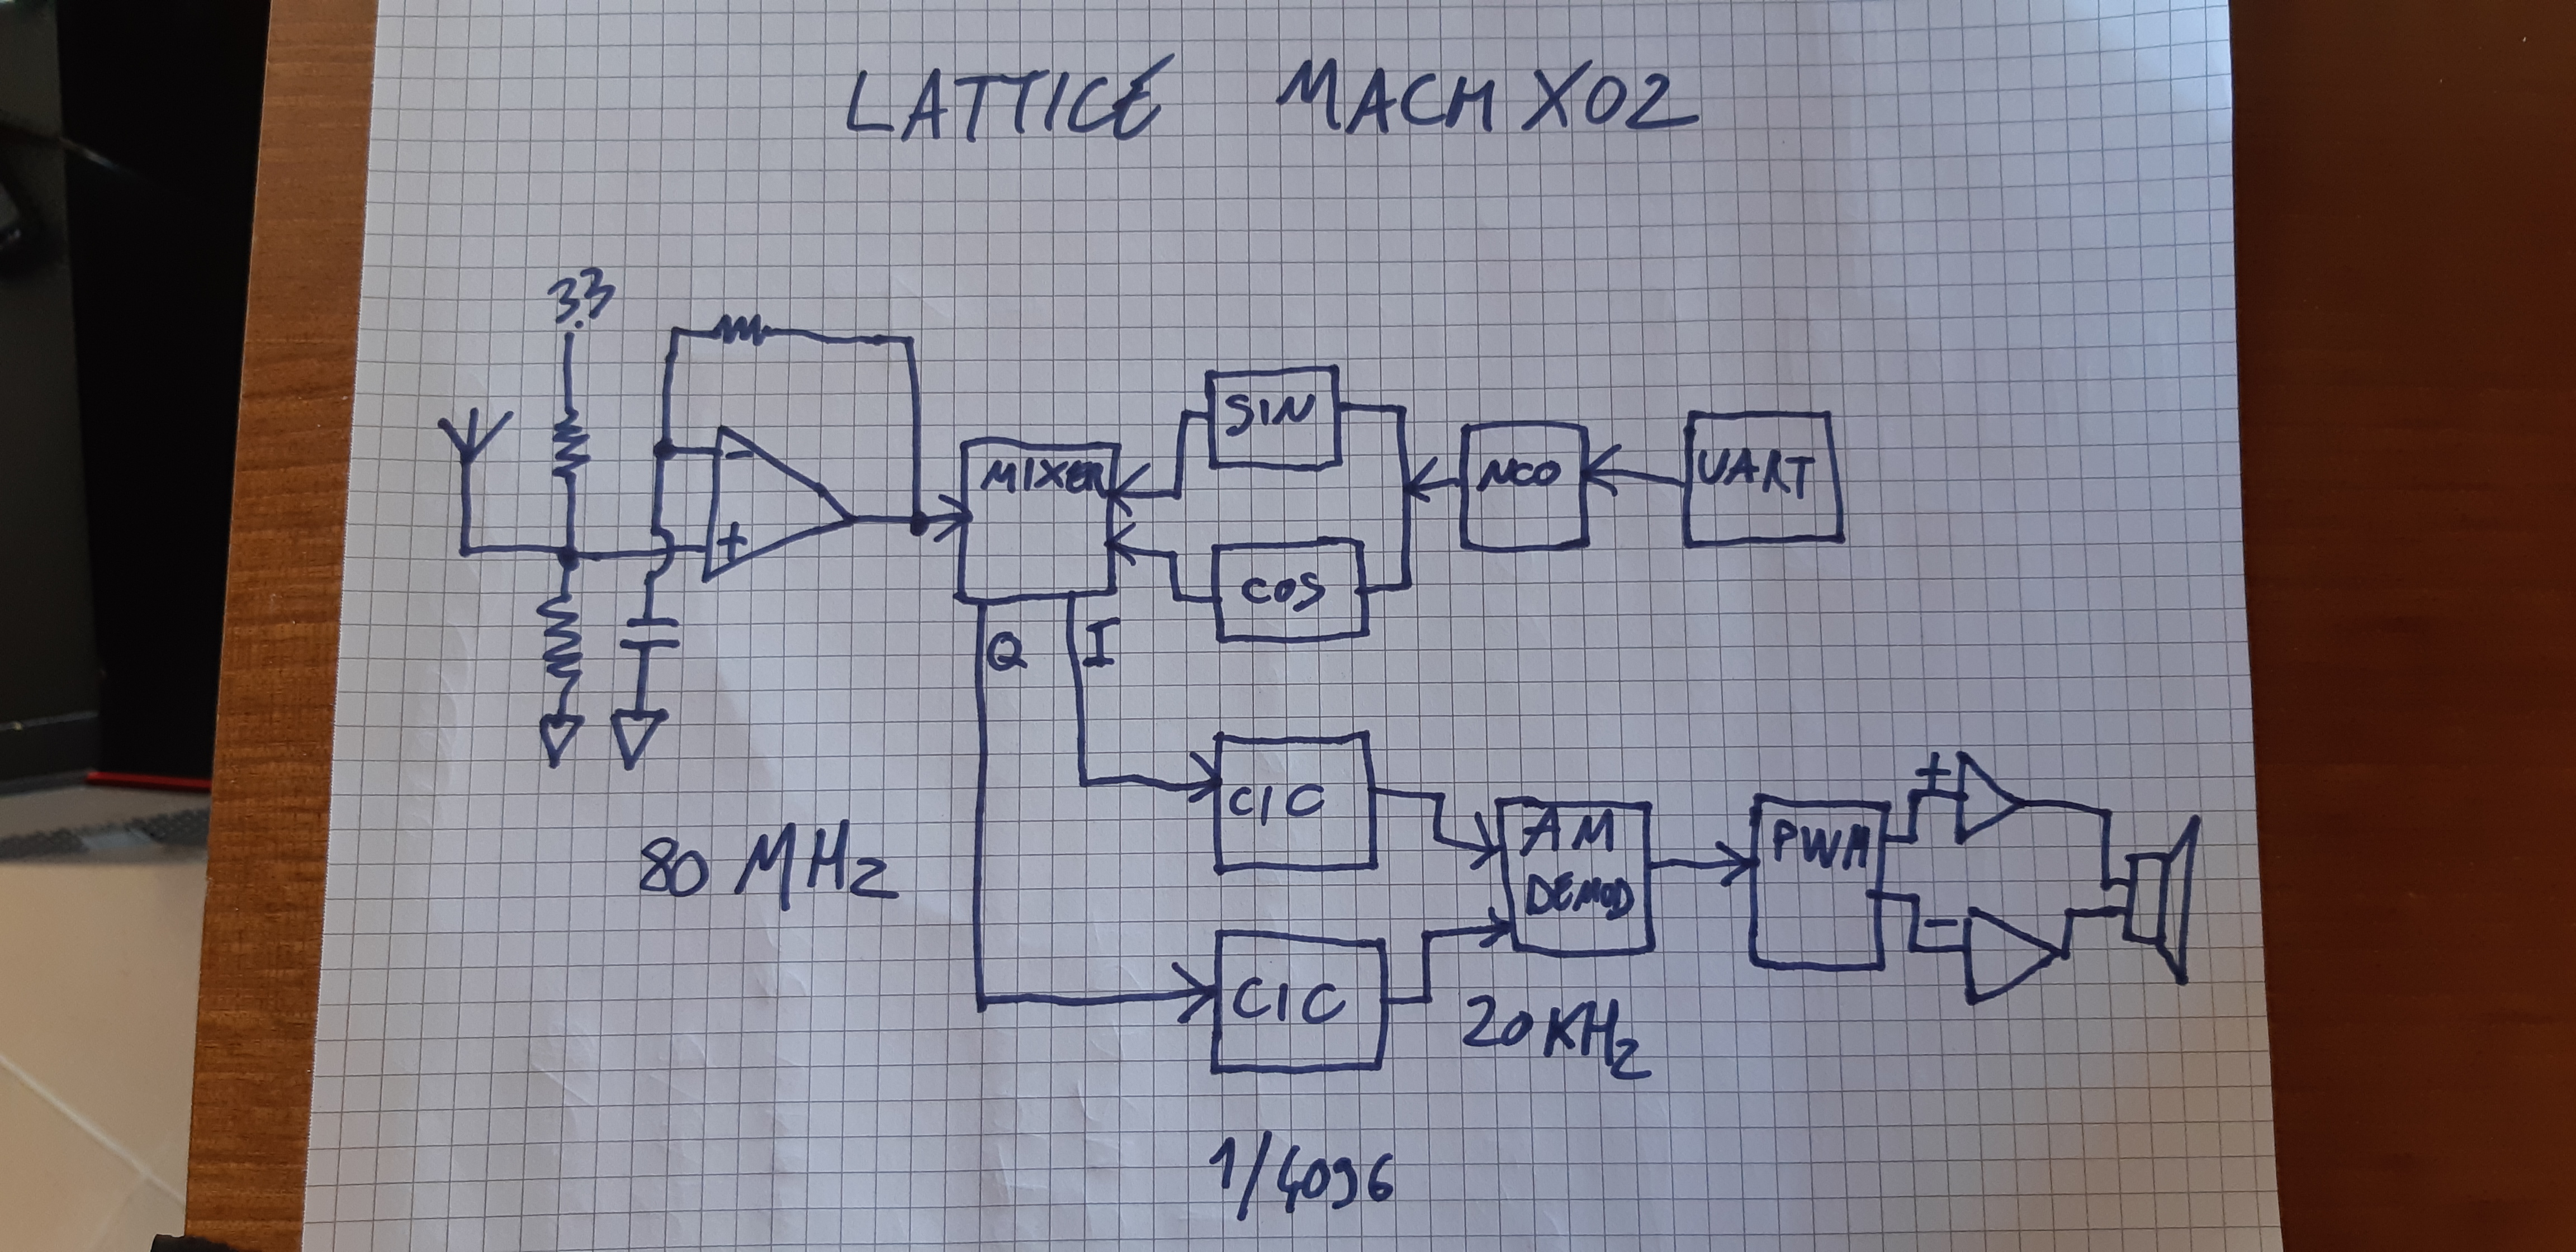 LATTICE MACH XO2
3.3
SIN
MIXER
NCO
UART
-
+
COS
Q
I
CIC
+
AM
DEMOD
PWM
80 MHz
-
CIC
20 KHz
1/4096